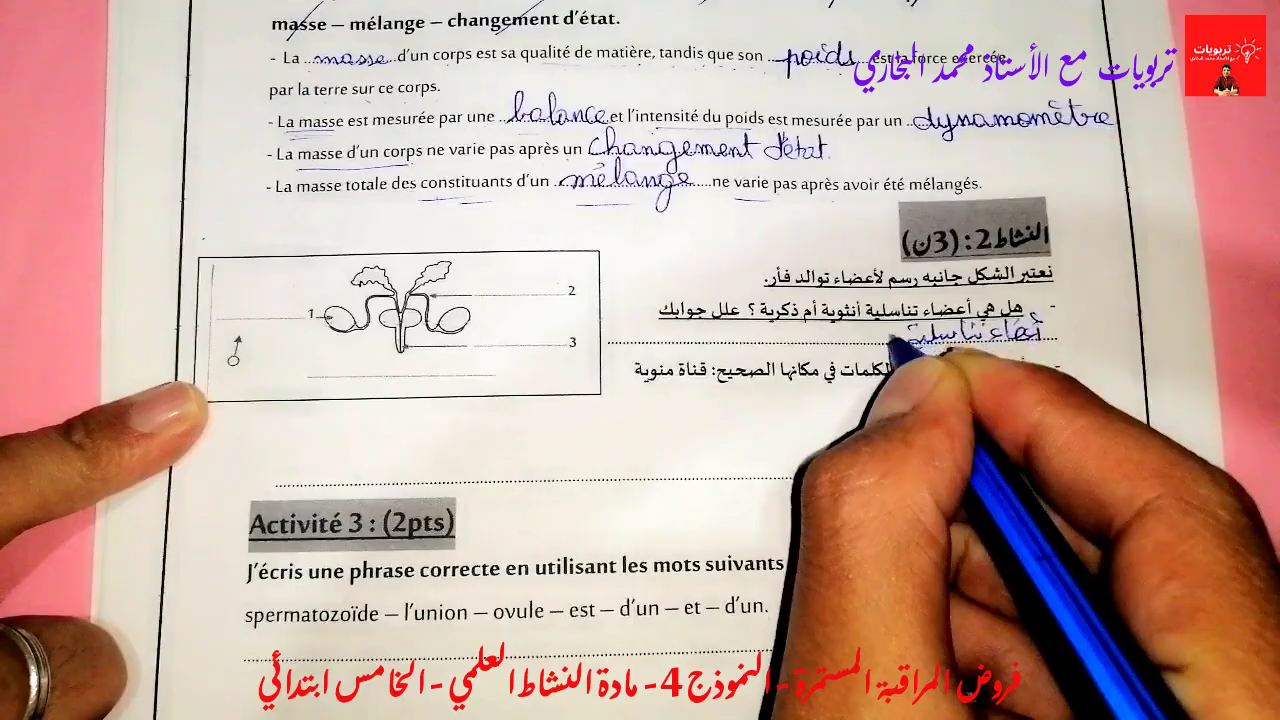 masse – mélange – changement d'état.
- La masse d'un corps est sa qualité de matière, tandis que son poids est la force exercée
par la terre sur ce corps.
- La masse est mesurée par une balance et l'intensité du poids est mesurée par un dynamomètre
- La masse d'un corps ne varie pas après un changement d'état.
- La masse totale des constituants d'un mélange ne varie pas après avoir été mélangés.
تربويات مع الأستاذ محمد الحجازي
تربويات
النشاط 2: (3ن)
نعتبر الشكل جانبه رسم لأعضاء توالد فأر.
- هل هي أعضاء تناسلية أنثوية أم ذكرية ؟ علل جوابك
أعضاء تناسلية
الكلمات في مكانها الصحيح: قناة منوية
1
2
3
Activité 3 : (2pts)
J'écris une phrase correcte en utilisant les mots suivants
spermatozoïde – l'union – ovule – est – d'un – et – d'un.
فروض المراقبة المستمرة - النموذج 4 - مادة النشاط العلمي - الخامس ابتدائي